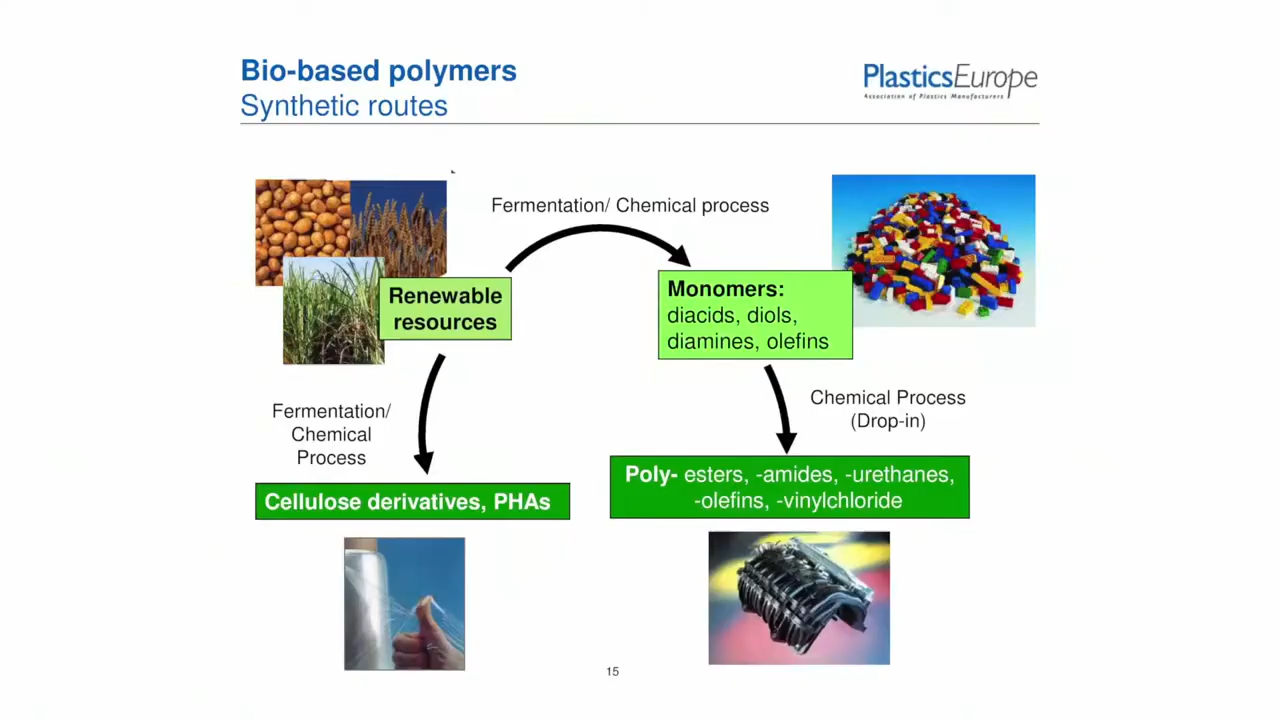 Bio-based polymers
Synthetic routes
PlasticsEurope
Association of Plastics Manufacturers
Fermentation/ Chemical process
Renewable
resources
Monomers:
diacids, diols,
diamines, olefins
Fermentation/
Chemical
Process
Chemical Process
(Drop-in)
Cellulose derivatives, PHAs
Poly- esters, -amides, -urethanes,
-olefins, -vinylchloride
15